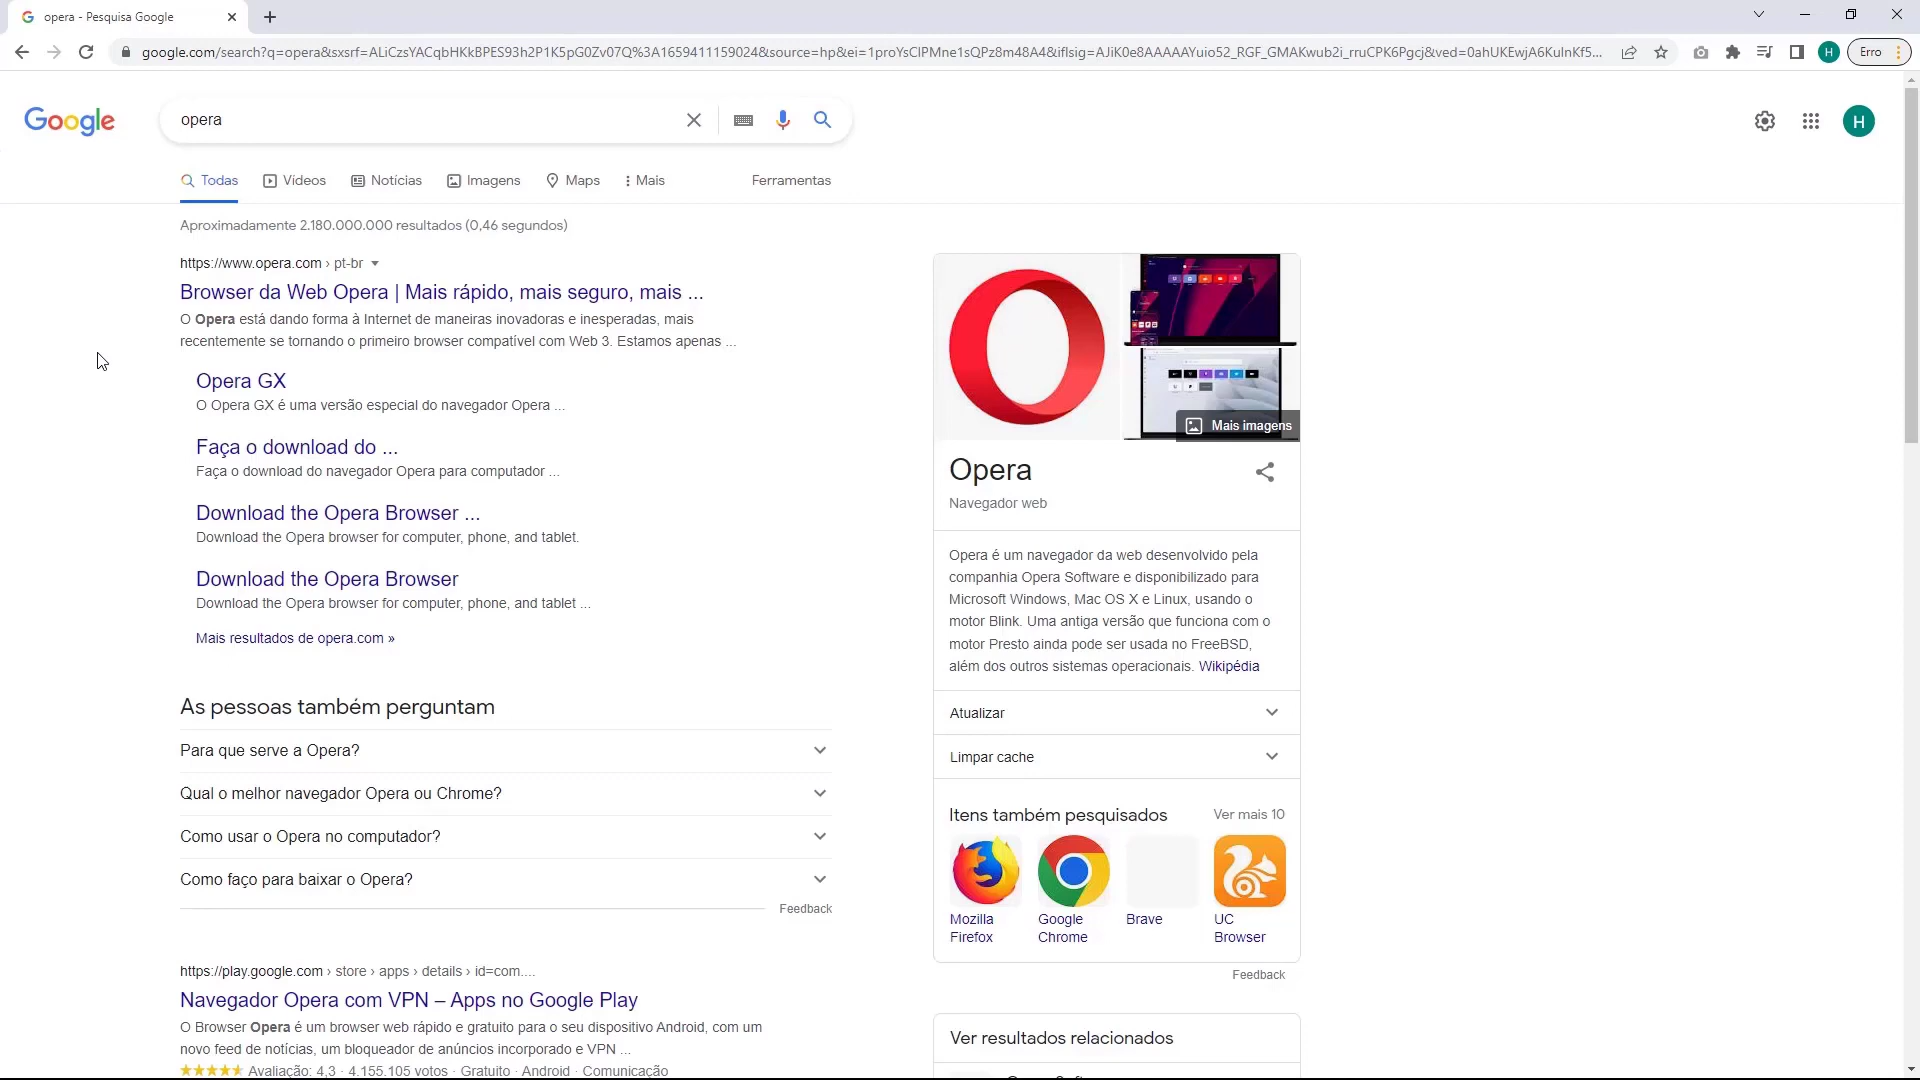 opera - Pesquisa Google
google.com/search?q=opera&sxsrf=ALiCzsYACqbHKkBPES93h2P1K5pG0Zv07Q%3A1659411159024&source=hp&ei=1proYsClPMne1sQPz8m48A4&iflsig=AJiK0e8AAAAAYuio52_RGF_GMAKwub2i_rruCPK6Pgcj&ved=0ahUKEwjA6KulnKf5...
H
Erro
Google
opera
H
Todas
Vídeos
Notícias
Imagens
Maps
Mais
Ferramentas
Aproximadamente 2.180.000.000 resultados (0,46 segundos)
https://www.opera.com › pt-br
Browser da Web Opera | Mais rápido, mais seguro, mais ...
O Opera está dando forma à Internet de maneiras inovadoras e inesperadas, mais
recentemente se tornando o primeiro browser compatível com Web 3. Estamos apenas ...
Opera GX
O Opera GX é uma versão especial do navegador Opera ...
Faça o download do ...
Faça o download do navegador Opera para computador ...
Download the Opera Browser ...
Download the Opera browser for computer, phone, and tablet.
Download the Opera Browser
Download the Opera browser for computer, phone, and tablet ...
Mais resultados de opera.com »
As pessoas também perguntam
Para que serve a Opera?
Qual o melhor navegador Opera ou Chrome?
Como usar o Opera no computador?
Como faço para baixar o Opera?
Feedback
https://play.google.com › store › apps › details › id=com....
Navegador Opera com VPN – Apps no Google Play
O Browser Opera é um browser web rápido e gratuito para o seu dispositivo Android, com um
novo feed de notícias, um bloqueador de anúncios incorporado e VPN ...
Avaliação: 4,3 · 4.155.105 votos · Gratuito · Android · Comunicação
Mais imagens
Opera
Navegador web
Opera é um navegador da web desenvolvido pela
companhia Opera Software e disponibilizado para
Microsoft Windows, Mac OS X e Linux, usando o
motor Blink. Uma antiga versão que funciona com o
motor Presto ainda pode ser usada no FreeBSD,
além dos outros sistemas operacionais. Wikipédia
Atualizar
Limpar cache
Itens também pesquisados
Ver mais 10
Mozilla
Firefox
Google
Chrome
Brave
UC
Browser
Feedback
Ver resultados relacionados